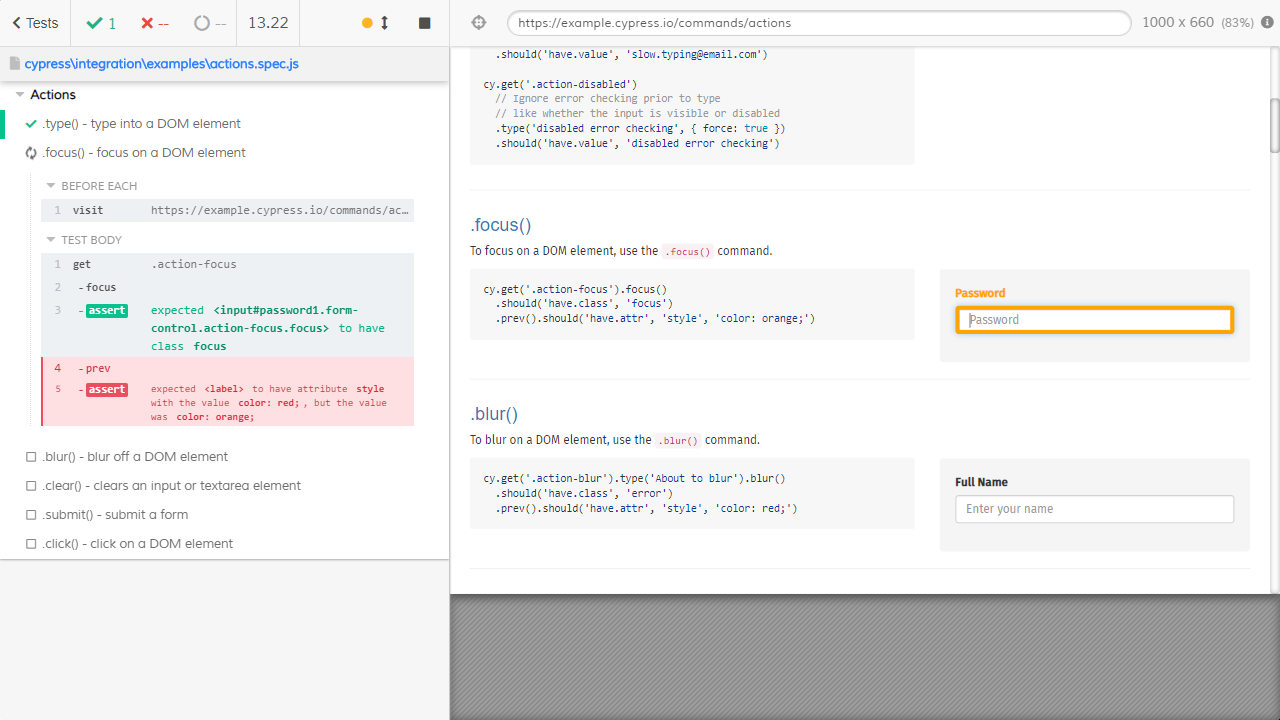 Tests
1
--
--
13.22
https://example.cypress.io/commands/actions
1000 x 660 (83%)
cypress\integration\examples\actions.spec.js
Actions
.type() - type into a DOM element
.focus() - focus on a DOM element
BEFORE EACH
1 visit https://example.cypress.io/commands/ac…
TEST BODY
1 get .action-focus
2 - focus
3 - assert expected <input#password1.form-
control.action-focus.focus> to have
class focus
4 - prev
5 - assert expected <label> to have attribute style
with the value color: red; , but the value
was color: orange;
.blur() - blur off a DOM element
.clear() - clears an input or textarea element
.submit() - submit a form
.click() - click on a DOM element
.should('have.value', 'slow.typing@email.com')
cy.get('.action-disabled')
// Ignore error checking prior to type
// like whether the input is visible or disabled
.type('disabled error checking', { force: true })
.should('have.value', 'disabled error checking')
.focus()
To focus on a DOM element, use the .focus() command.
cy.get('.action-focus').focus()
.should('have.class', 'focus')
.prev().should('have.attr', 'style', 'color: orange;')
Password
Password
.blur()
To blur on a DOM element, use the .blur() command.
cy.get('.action-blur').type('About to blur').blur()
.should('have.class', 'error')
.prev().should('have.attr', 'style', 'color: red;')
Full Name
Enter your name